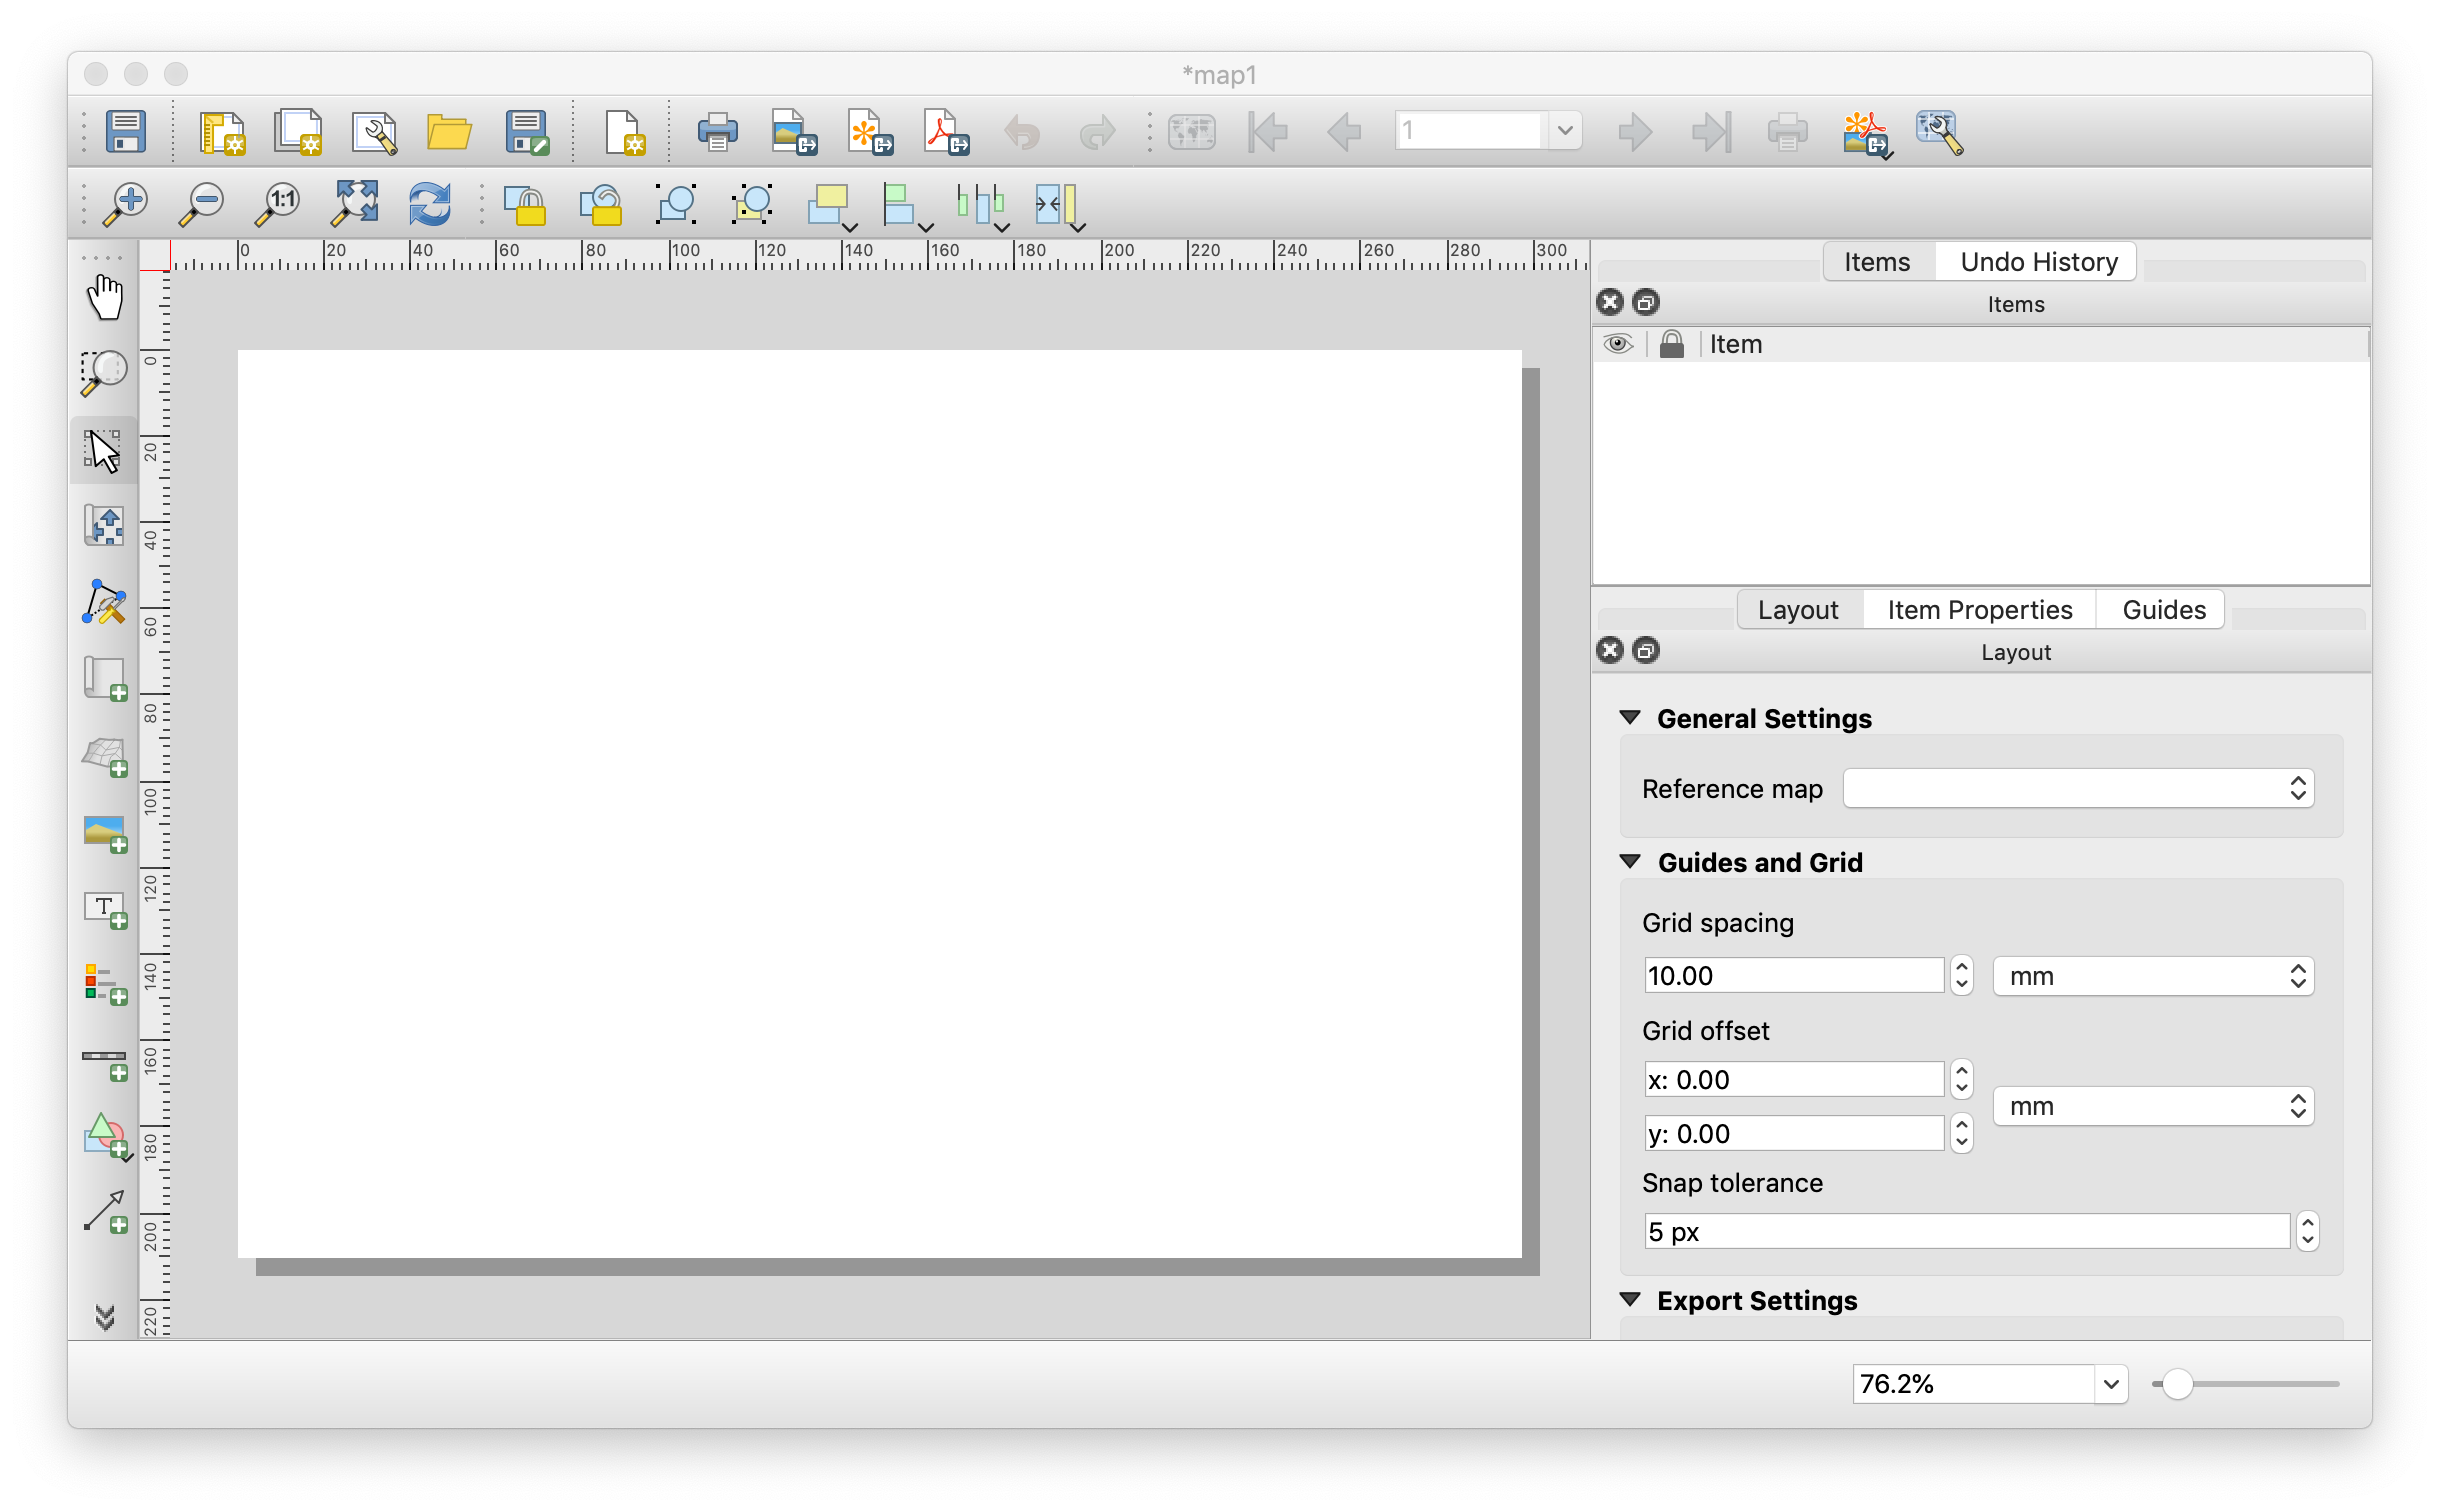 *map1
1
1:1
0 20 40 60 80 100 120 140 160 180 200 220 240 260 280 300
Items Undo History
Items
Item
0
20
40
60
80
100
120
140
160
180
200
220
T
Layout Item Properties Guides
Layout
General Settings
Reference map
Guides and Grid
Grid spacing
10.00 mm
Grid offset
x: 0.00
mm
y: 0.00
Snap tolerance
5 px
Export Settings
76.2%